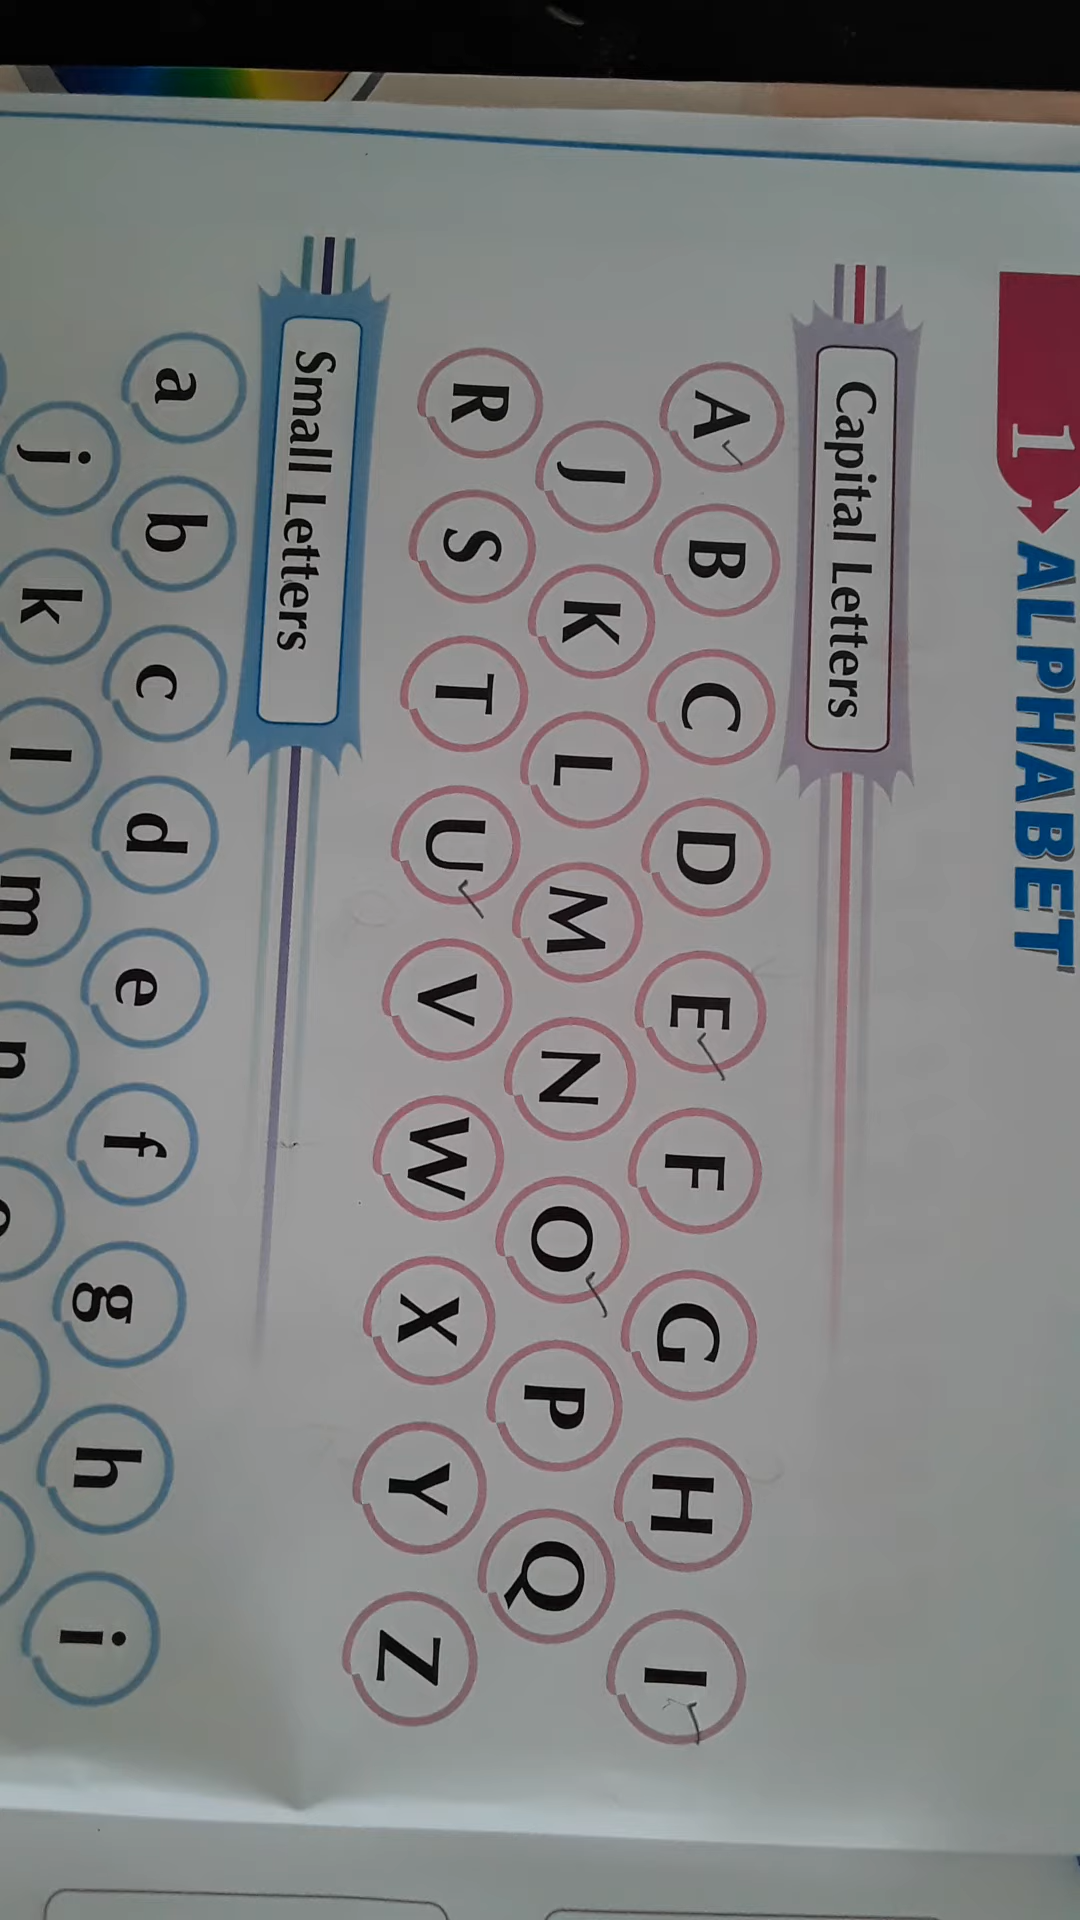 1 ALPHABET
Capital Letters
A B C D E F G H I
J K L M N O P Q
R S T U V W X Y Z
Small Letters
a b c d e f g h i
j k l m n